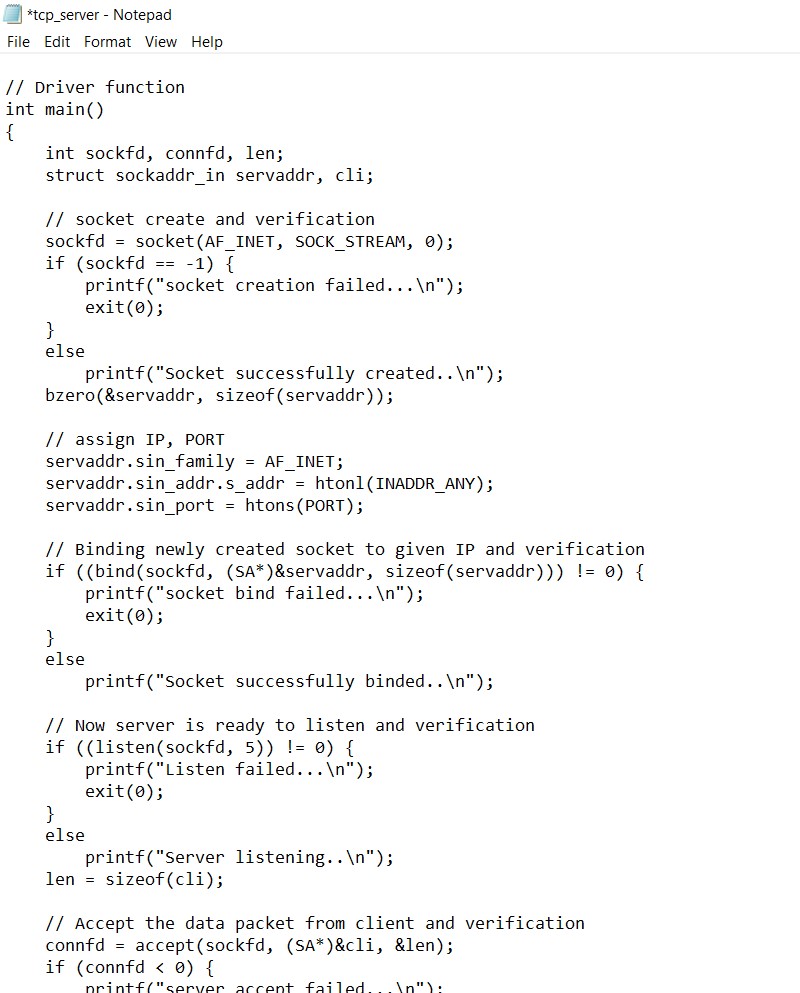 *tcp_server - Notepad
File Edit Format View Help
// Driver function
int main()
{
    int sockfd, connfd, len;
    struct sockaddr_in servaddr, cli;

    // socket create and verification
    sockfd = socket(AF_INET, SOCK_STREAM, 0);
    if (sockfd == -1) {
        printf("socket creation failed...\n");
        exit(0);
    }
    else
        printf("Socket successfully created..\n");
    bzero(&servaddr, sizeof(servaddr));

    // assign IP, PORT
    servaddr.sin_family = AF_INET;
    servaddr.sin_addr.s_addr = htonl(INADDR_ANY);
    servaddr.sin_port = htons(PORT);

    // Binding newly created socket to given IP and verification
    if ((bind(sockfd, (SA*)&servaddr, sizeof(servaddr))) != 0) {
        printf("socket bind failed...\n");
        exit(0);
    }
    else
        printf("Socket successfully binded..\n");

    // Now server is ready to listen and verification
    if ((listen(sockfd, 5)) != 0) {
        printf("Listen failed...\n");
        exit(0);
    }
    else
        printf("Server listening..\n");
    len = sizeof(cli);

    // Accept the data packet from client and verification
    connfd = accept(sockfd, (SA*)&cli, &len);
    if (connfd < 0) {
        printf("server accept failed...\n");